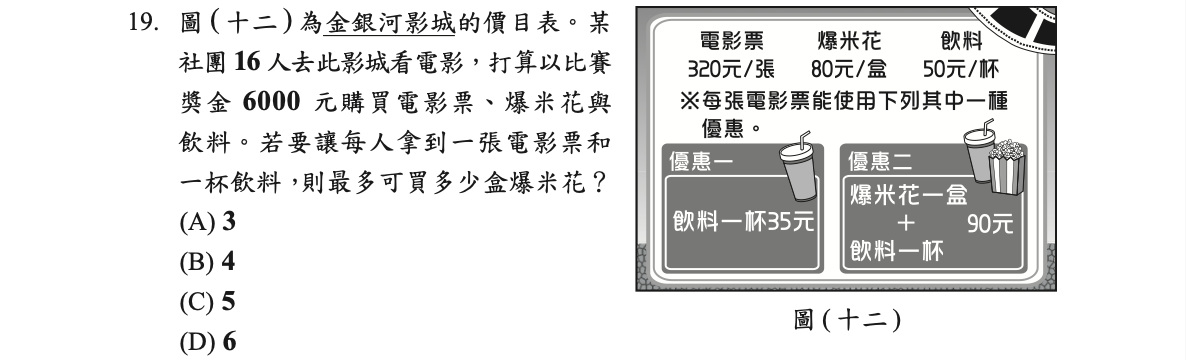 19. 圖(十二)為金銀河影城的價目表。某
社團 16 人去此影城看電影，打算以比賽
獎金 6000 元購買電影票、爆米花與
飲料。若要讓每人拿到一張電影票和
一杯飲料，則最多可買多少盒爆米花？
(A) 3
(B) 4
(C) 5
(D) 6
電影票 爆米花 飲料
320元/張 80元/盒 50元/杯
※每張電影票能使用下列其中一種
優惠。
優惠一
飲料一杯35元
優惠二
爆米花一盒
+ 90元
飲料一杯
圖(十二)